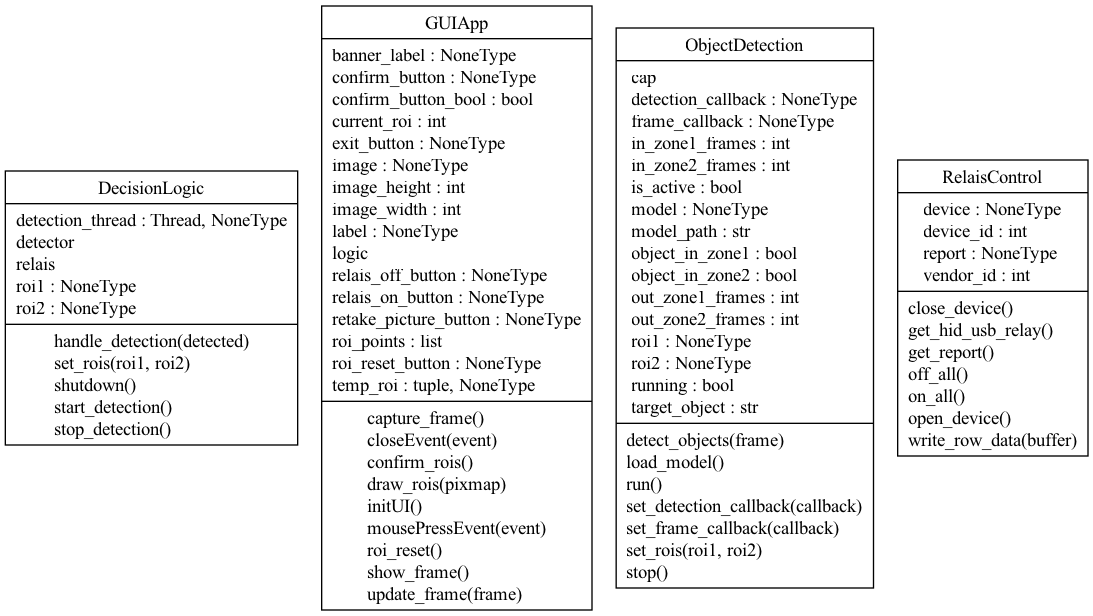 DecisionLogic
detection_thread : Thread, NoneType
detector
relais
roi1 : NoneType
roi2 : NoneType
handle_detection(detected)
set_rois(roi1, roi2)
shutdown()
start_detection()
stop_detection()
GUIApp
banner_label : NoneType
confirm_button : NoneType
confirm_button_bool : bool
current_roi : int
exit_button : NoneType
image : NoneType
image_height : int
image_width : int
label : NoneType
logic
relais_off_button : NoneType
relais_on_button : NoneType
retake_picture_button : NoneType
roi_points : list
roi_reset_button : NoneType
temp_roi : tuple, NoneType
capture_frame()
closeEvent(event)
confirm_rois()
draw_rois(pixmap)
initUI()
mousePressEvent(event)
roi_reset()
show_frame()
update_frame(frame)
ObjectDetection
cap
detection_callback : NoneType
frame_callback : NoneType
in_zone1_frames : int
in_zone2_frames : int
is_active : bool
model : NoneType
model_path : str
object_in_zone1 : bool
object_in_zone2 : bool
out_zone1_frames : int
out_zone2_frames : int
roi1 : NoneType
roi2 : NoneType
running : bool
target_object : str
detect_objects(frame)
load_model()
run()
set_detection_callback(callback)
set_frame_callback(callback)
set_rois(roi1, roi2)
stop()
RelaisControl
device : NoneType
device_id : int
report : NoneType
vendor_id : int
close_device()
get_hid_usb_relay()
get_report()
off_all()
on_all()
open_device()
write_row_data(buffer)